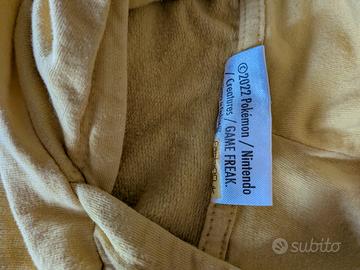 ©2022 Pokémon / Nintendo
/ Creatures / GAME FREAK.
subito